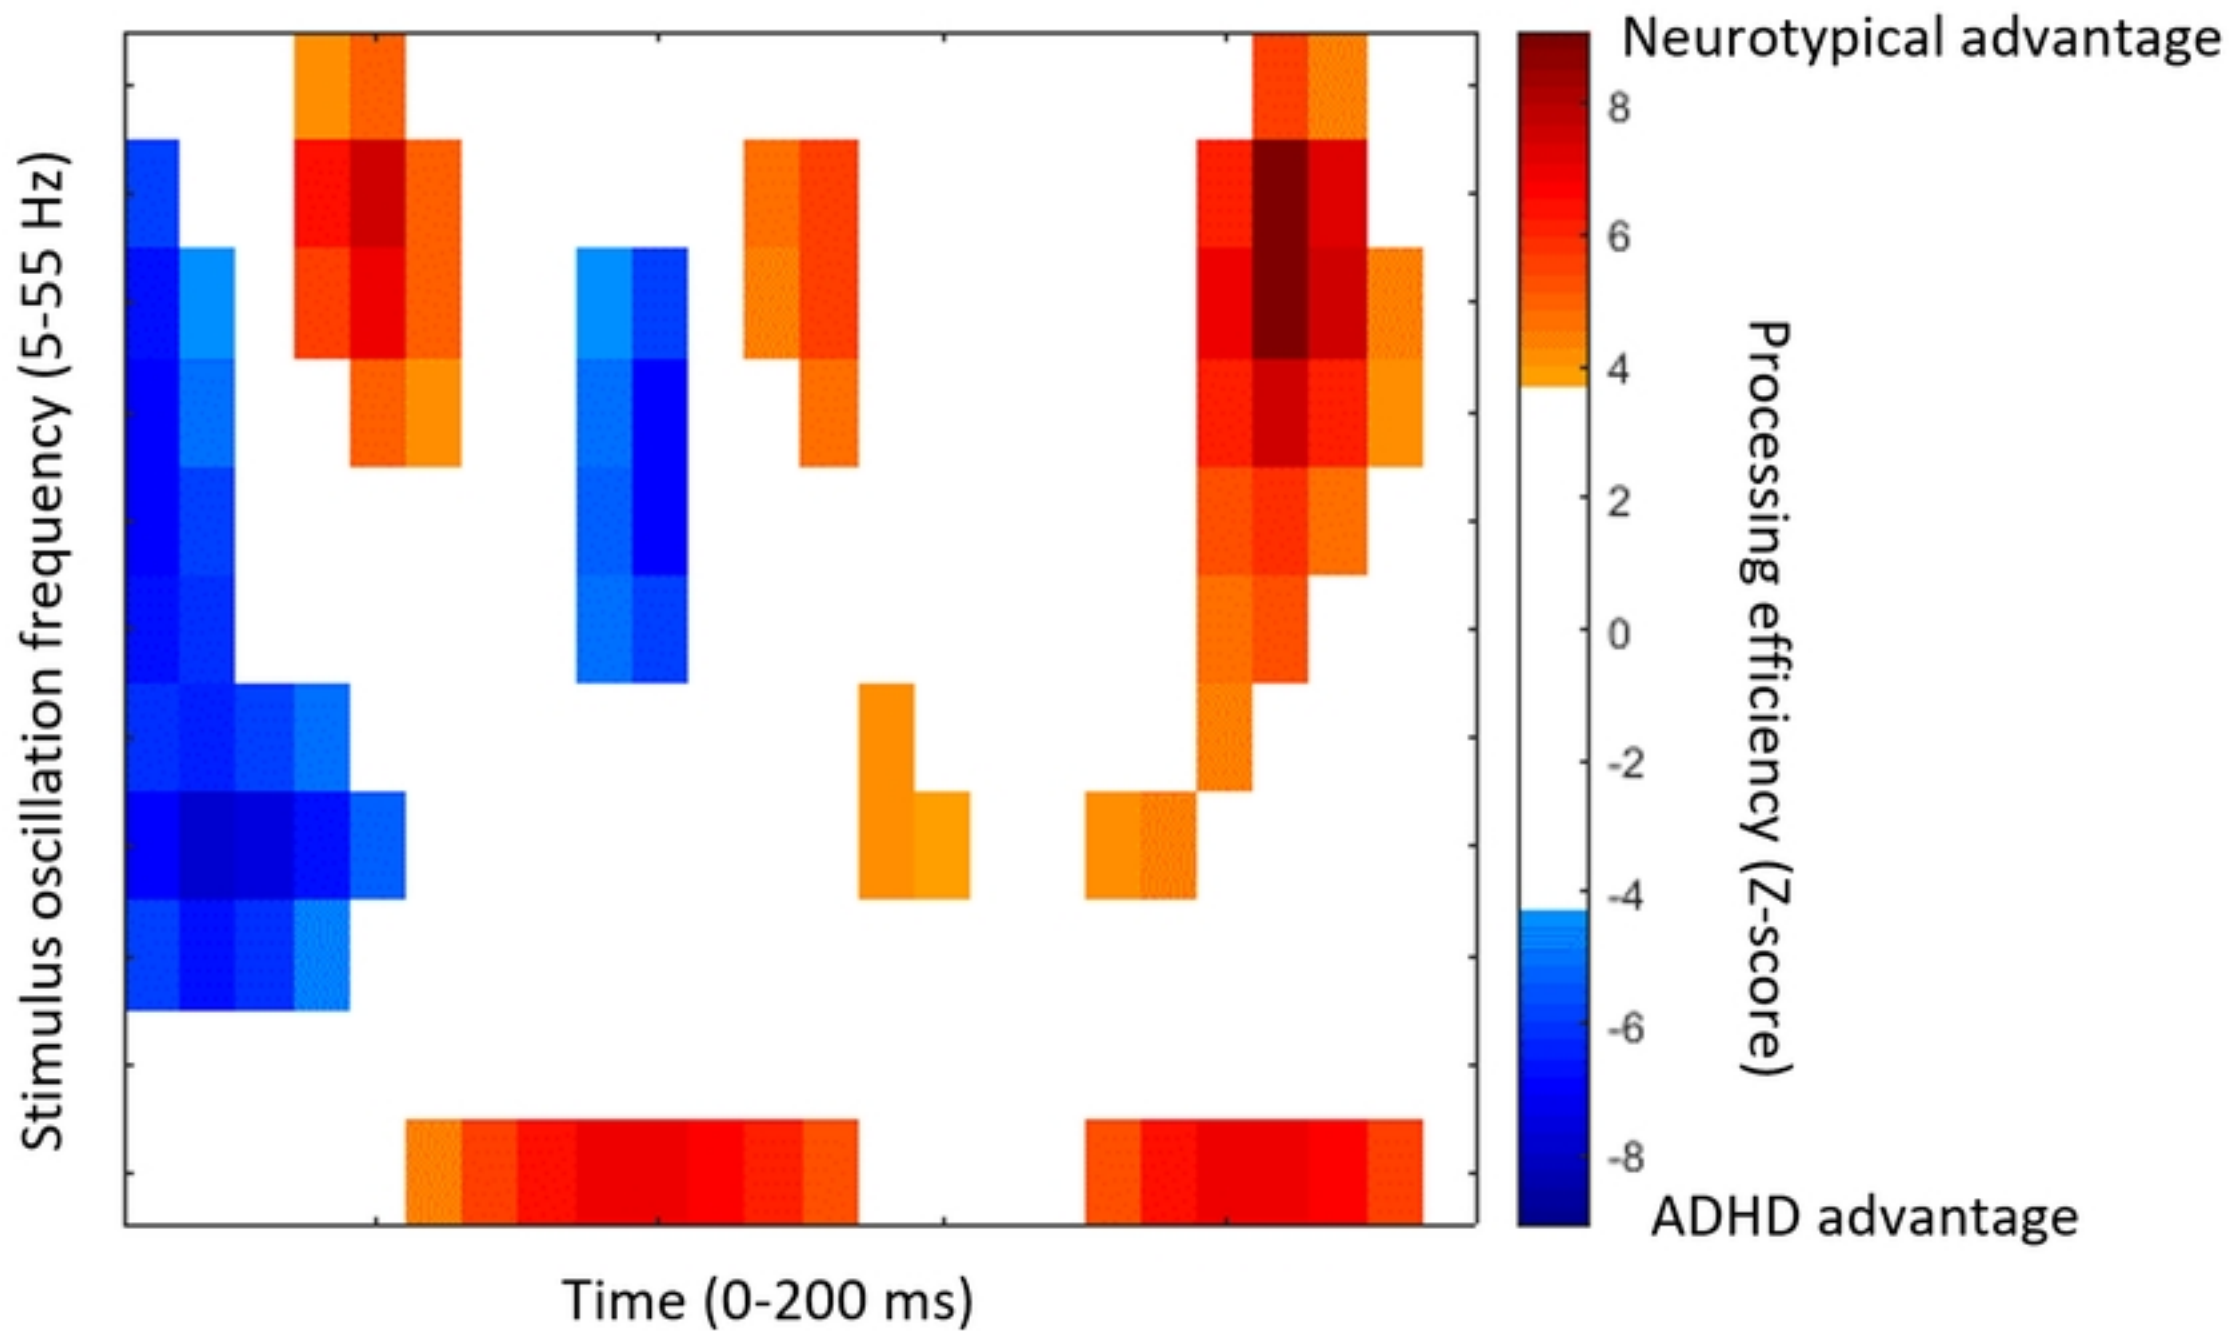 Neurotypical advantage
8
6
4
2
0
-2
-4
-6
-8
ADHD advantage
Processing efficiency (Z-score)
Stimulus oscillation frequency (5-55 Hz)
Time (0-200 ms)